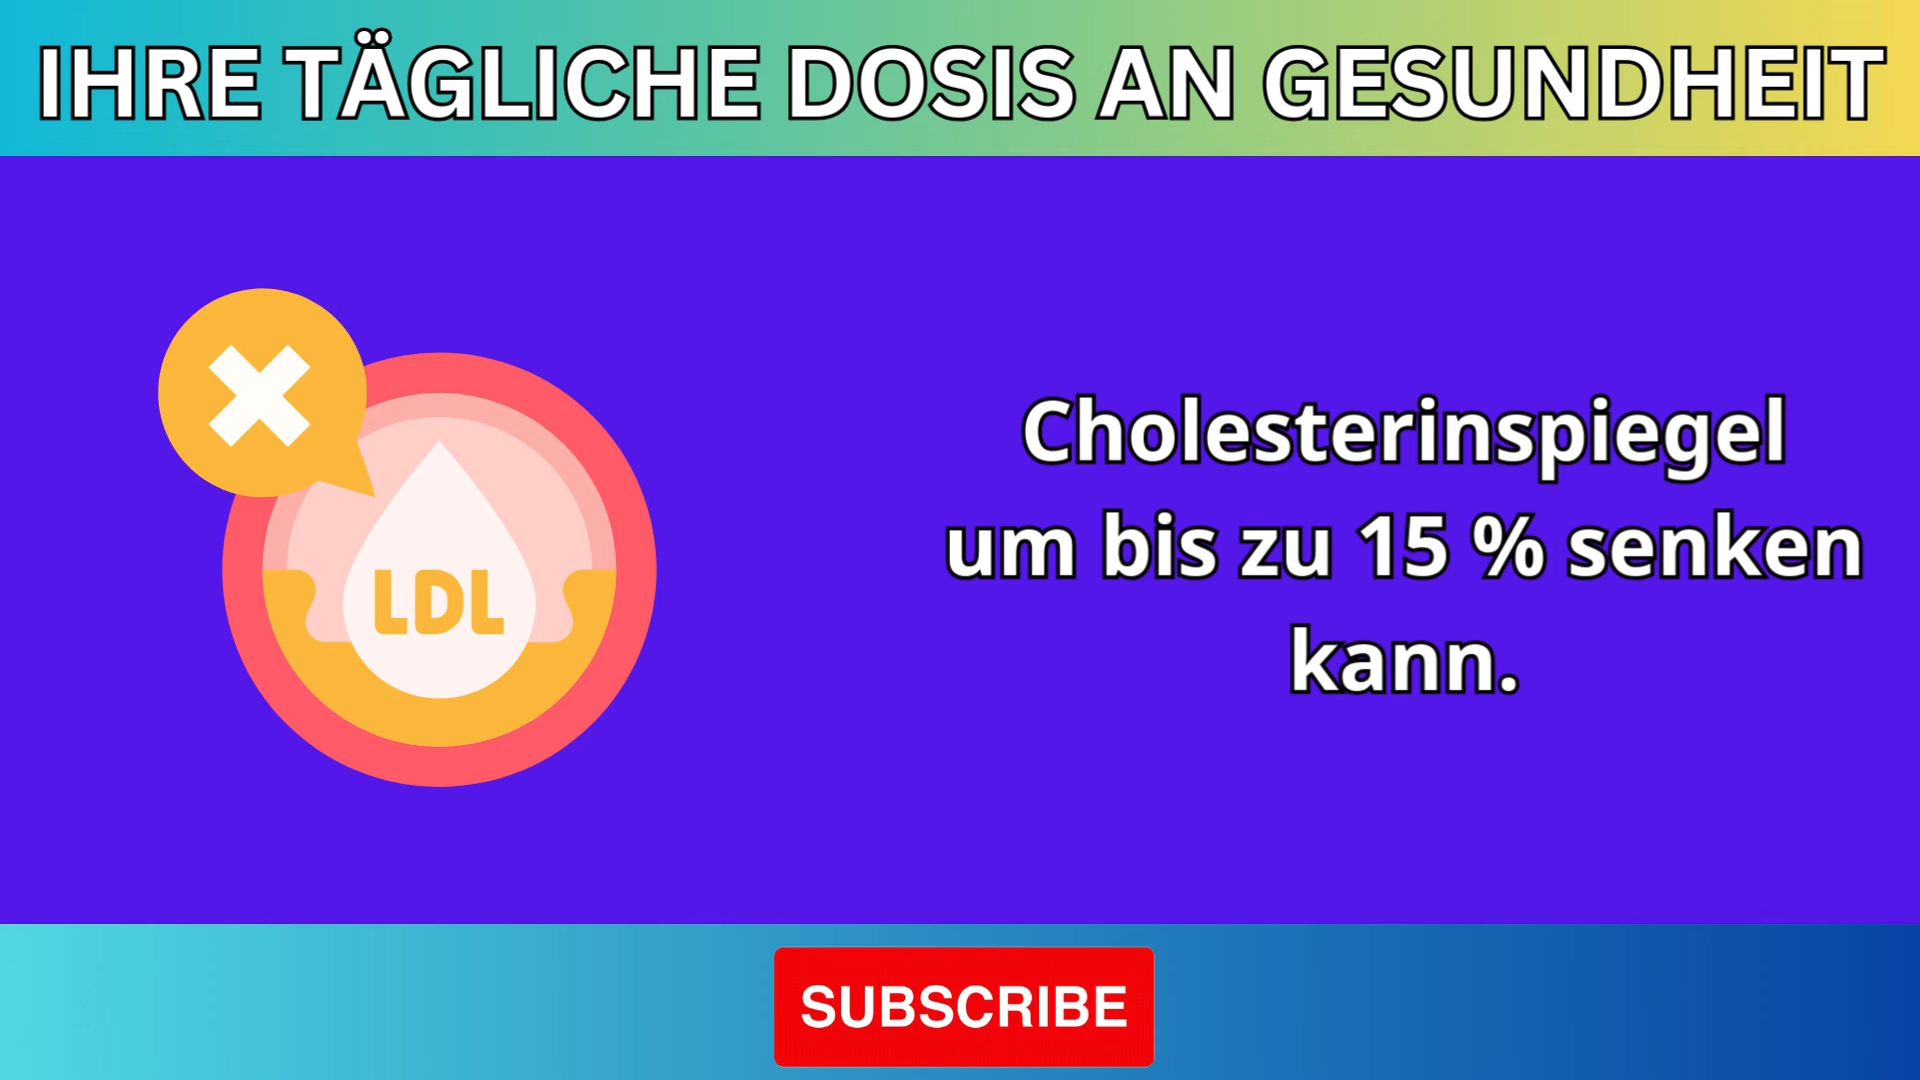 IHRE TÄGLICHE DOSIS AN GESUNDHEIT
LDL
Cholesterinspiegel
um bis zu 15 % senken
kann.
SUBSCRIBE